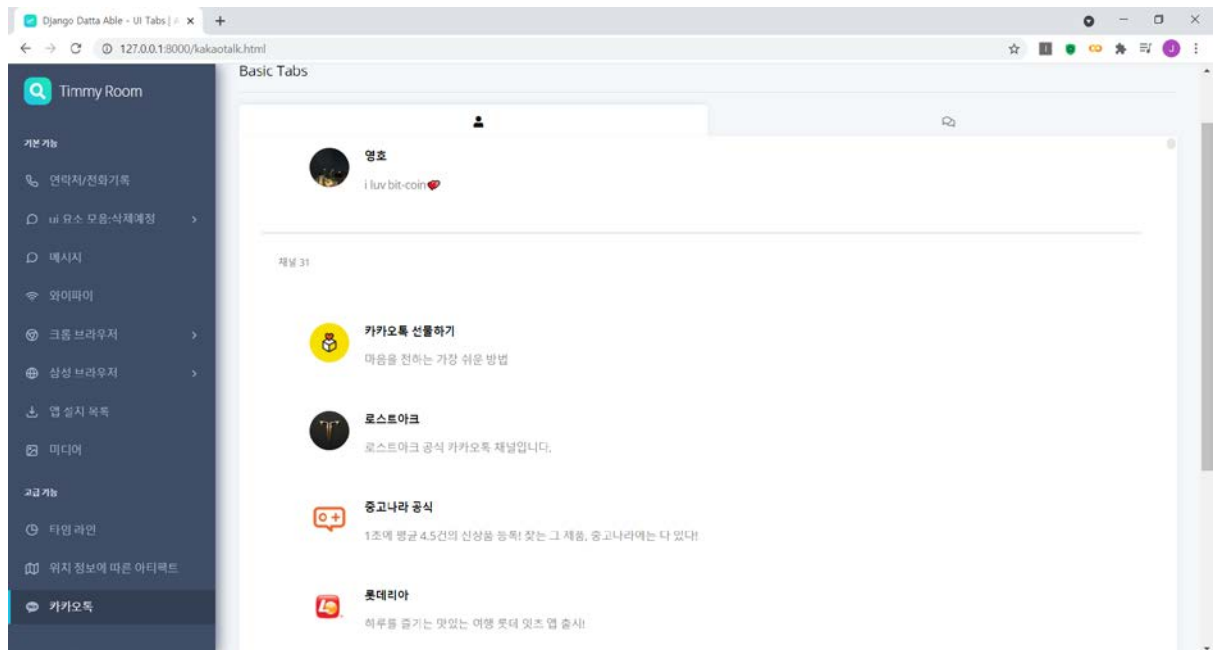 Django Datta Able - UI Tabs | A
127.0.0.1:8000/kakaotalk.html
J
Timmy Room
기본 기능
연락처/전화기록
ui 요소 모음:삭제예정
메시지
와이파이
크롬 브라우저
삼성 브라우저
앱 설치 목록
미디어
고급 기능
타임 라인
위치 정보에 따른 아티팩트
카카오톡
Basic Tabs
영호
i luv bit-coin
채널 31
카카오톡 선물하기
마음을 전하는 가장 쉬운 방법
로스트아크
로스트아크 공식 카카오톡 채널입니다.
중고나라 공식
1초에 평균 4.5건의 신상품 등록! 찾는 그 제품, 중고나라에는 다 있다!
롯데리아
하루를 즐기는 맛있는 여행 롯데 잇츠 앱 출시!